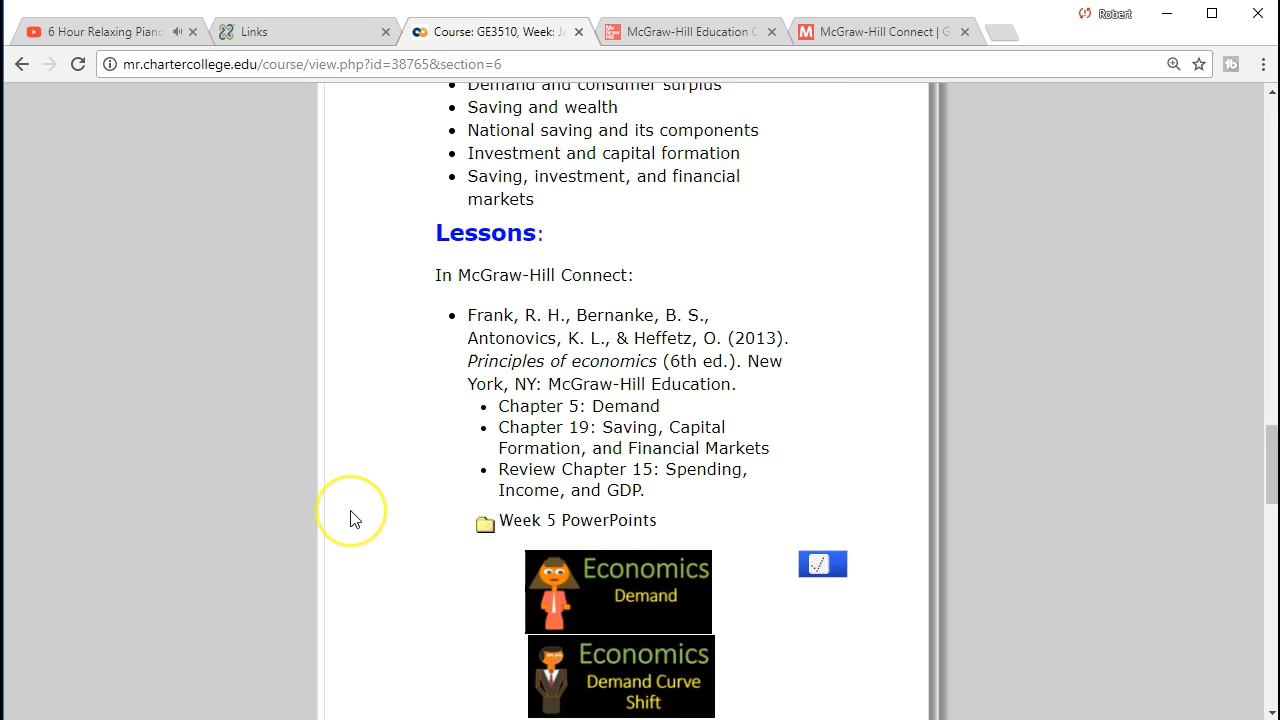 Robert
6 Hour Relaxing Pianc
Links
Course: GE3510, Week: Ja
McGraw-Hill Education C
McGraw-Hill Connect | G
mr.chartercollege.edu/course/view.php?id=38765&section=6
Demand and consumer surplus
Saving and wealth
National saving and its components
Investment and capital formation
Saving, investment, and financial
markets
Lessons:
In McGraw-Hill Connect:
Frank, R. H., Bernanke, B. S.,
Antonovics, K. L., & Heffetz, O. (2013).
Principles of economics (6th ed.). New
York, NY: McGraw-Hill Education.
Chapter 5: Demand
Chapter 19: Saving, Capital
Formation, and Financial Markets
Review Chapter 15: Spending,
Income, and GDP.
Week 5 PowerPoints
Economics
Demand
Economics
Demand Curve
Shift